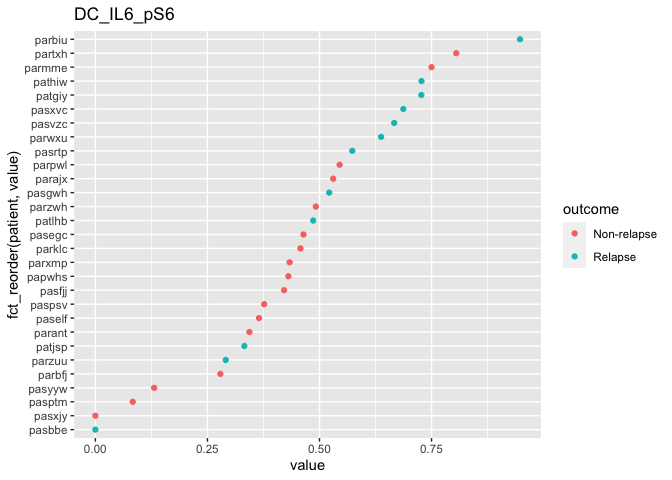 DC_IL6_pS6
fct_reorder(patient, value)
parbiu
partxh
parmme
pathiw
patgiy
pasxvc
pasvzc
parwxu
pasrtp
parpwl
parajx
pasgwh
parzwh
patlhb
pasegc
parklc
parxmp
papwhs
pasfjj
paspsv
paself
parant
patjsp
parzuu
parbfj
pasyyw
pasptm
pasxjy
pasbbe
0.00 0.25 0.50 0.75
value
outcome
Non-relapse
Relapse